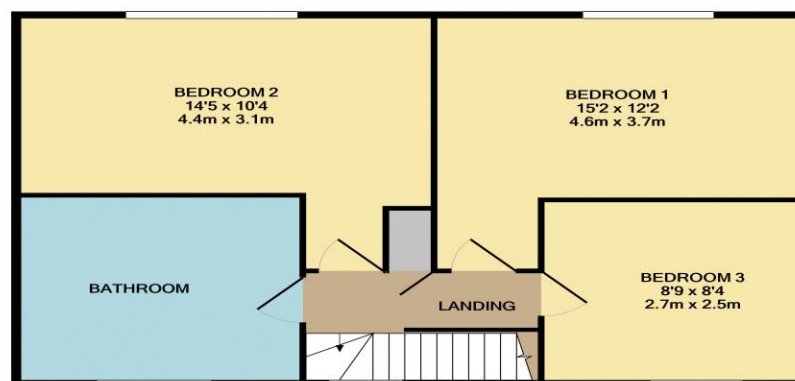 BEDROOM 2
14'5 x 10'4
4.4m x 3.1m
BEDROOM 1
15'2 x 12'2
4.6m x 3.7m
BATHROOM
LANDING
BEDROOM 3
8'9 x 8'4
2.7m x 2.5m